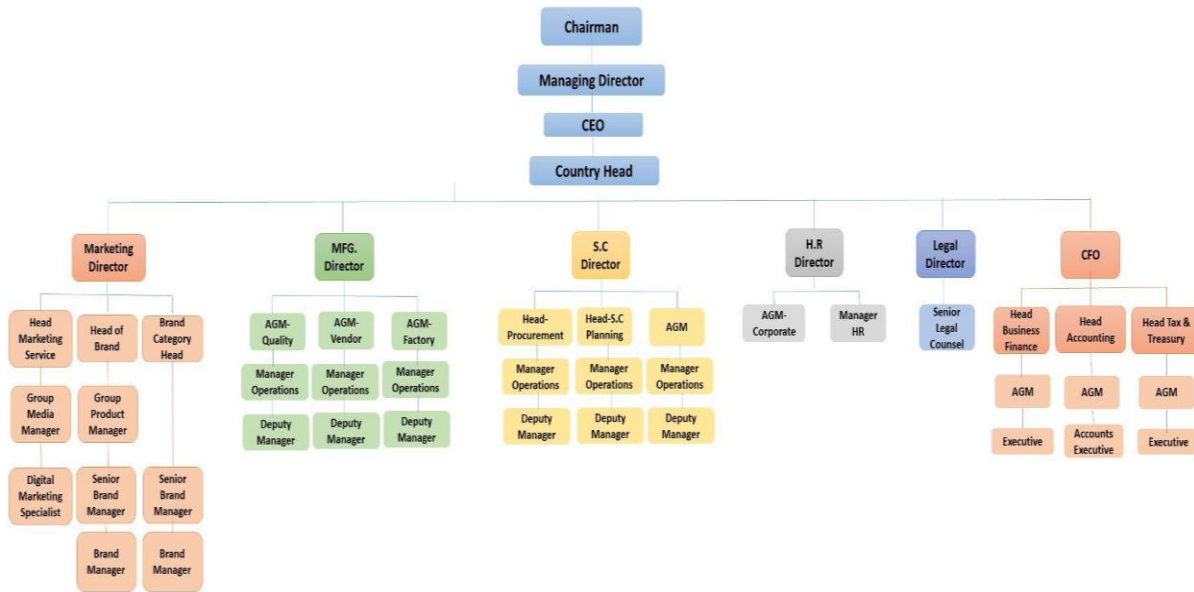 Chairman
Managing Director
CEO
Country Head
Marketing
Director
MFG.
Director
S.C
Director
H.R
Director
Legal
Director
CFO
Head
Marketing
Service
Head of
Brand
Brand
Category
Head
Group
Media
Manager
Group
Product
Manager
Digital
Marketing
Specialist
Senior
Brand
Manager
Senior
Brand
Manager
Brand
Manager
Brand
Manager
AGM-
Quality
AGM-
Vendor
AGM-
Factory
Manager
Operations
Manager
Operations
Manager
Operations
Deputy
Manager
Deputy
Manager
Deputy
Manager
Head-
Procurement
Head-S.C
Planning
AGM
Manager
Operations
Manager
Operations
Manager
Operations
Deputy
Manager
Deputy
Manager
Deputy
Manager
AGM-
Corporate
Manager
HR
Senior
Legal
Counsel
Head
Business
Finance
Head
Accounting
Head Tax &
Treasury
AGM
AGM
AGM
Executive
Accounts
Executive
Executive